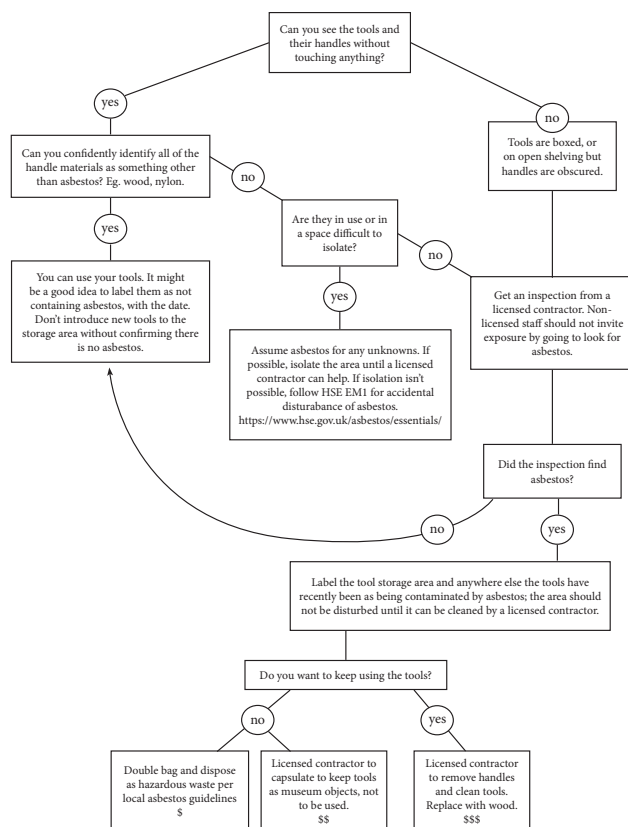 Can you see the tools and
their handles without
touching anything?
yes
no
Can you confidently identify all of the
handle materials as something other
than asbestos? Eg. wood, nylon.
Tools are boxed, or
on open shelving but
handles are obscured.
no
Are they in use or in
a space difficult to
isolate?
yes
no
You can use your tools. It might
be a good idea to label them as not
containing asbestos, with the date.
Don't introduce new tools to the
storage area without confirming there
is no asbestos.
yes
Get an inspection from a
licensed contractor. Non-
licensed staff should not invite
exposure by going to look for
asbestos.
Assume asbestos for any unknowns. If
possible, isolate the area until a licensed
contractor can help. If isolation isn't
possible, follow HSE EM1 for accidental
disturabance of asbestos.
https://www.hse.gov.uk/asbestos/essentials/
Did the inspection find
asbestos?
no
yes
Label the tool storage area and anywhere else the tools have
recently been as being contaminated by asbestos; the area should
not be disturbed until it can be cleaned by a licensed contractor.
Do you want to keep using the tools?
no
yes
Double bag and dispose
as hazardous waste per
local asbestos guidelines
$
Licensed contractor to
capsulate to keep tools
as museum objects, not
to be used.
$$
Licensed contractor
to remove handles
and clean tools.
Replace with wood.
$$$